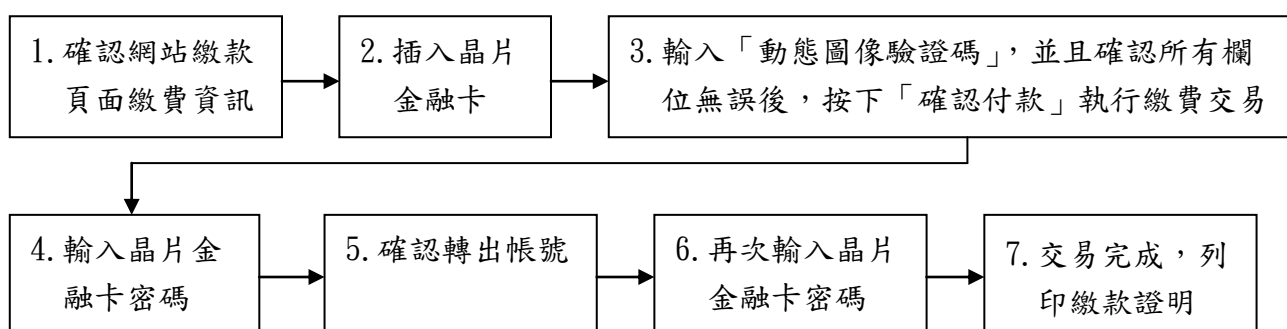 1.確認網站繳款
頁面繳費資訊
2.插入晶片
金融卡
3.輸入「動態圖像驗證碼」，並且確認所有欄
位無誤後，按下「確認付款」執行繳費交易
4.輸入晶片金
融卡密碼
5.確認轉出帳號
6.再次輸入晶片
金融卡密碼
7.交易完成，列
印繳款證明